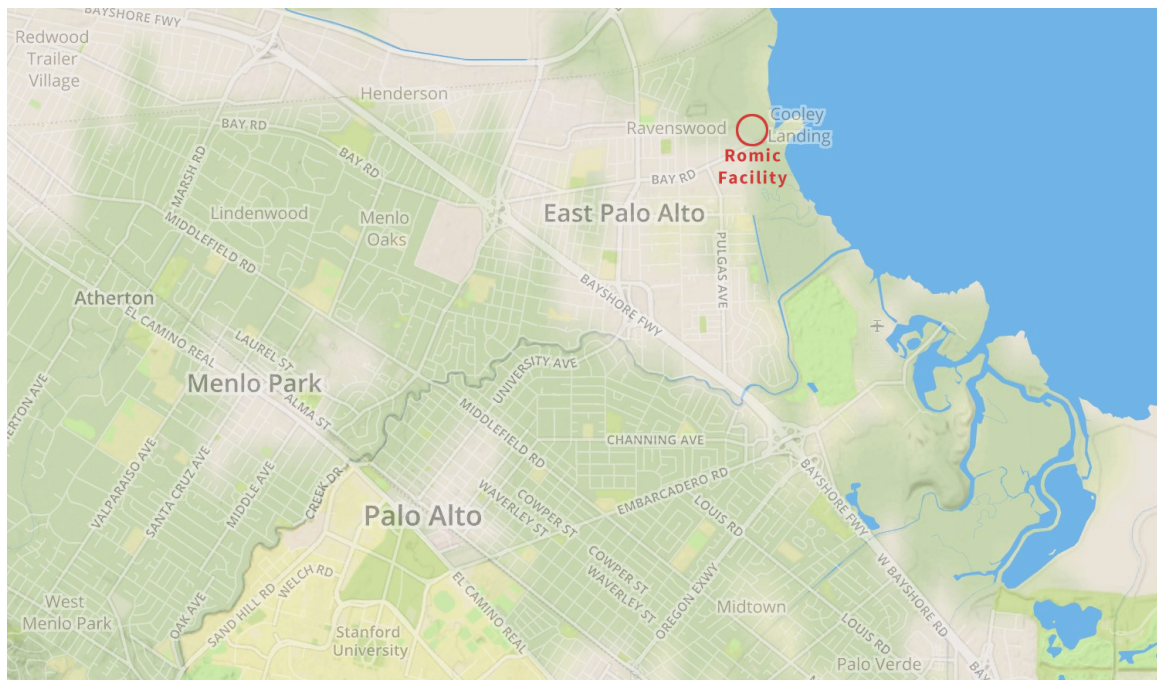 BAYSHORE FWY
Redwood
Trailer
Village
Henderson
BAY RD
BAY RD
MARSH RD
Ravenswood
Cooley
Landing
Romic
Facility
BAY RD
Lindenwood
Menlo
Oaks
East Palo Alto
MIDDLEFIELD RD
PULGAS AVE
Atherton
BAYSHORE FWY
EL CAMINO REAL
LAUREL ST
UNIVERSITY AVE
Menlo Park
ALMA ST
MIDDLEFIELD RD
CHANNING AVE
ERTON AVE
VALPARAISO AVE
SANTA CRUZ AVE
MIDDLE AVE
CREEK DR
EMBARCADERO RD
BAYSHORE FWY
Palo Alto
COWPER ST
WAVERLEY ST
LOUIS RD
COWPER ST
WAVERLEY ST
OREGON EXWY
W BAYSHORE RD
West
Menlo Park
OAK AVE
SAND HILL RD
WELCH RD
EL CAMINO REAL
Stanford
University
Midtown
LOUIS RD
Palo Verde
BAY